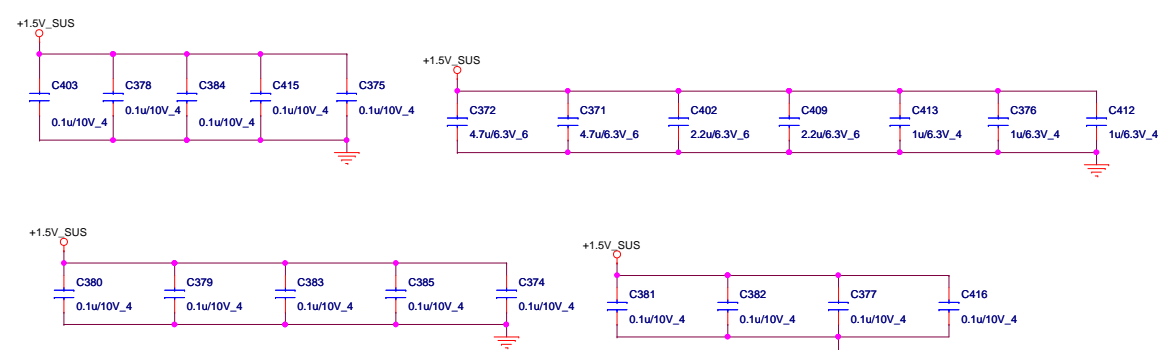 +1.5V_SUS
C403
C378
C384
C415
C375
0.1u/10V_4
0.1u/10V_4
0.1u/10V_4
0.1u/10V_4
0.1u/10V_4
+1.5V_SUS
C372
C371
C402
C409
C413
C376
C412
4.7u/6.3V_6
4.7u/6.3V_6
2.2u/6.3V_6
2.2u/6.3V_6
1u/6.3V_4
1u/6.3V_4
1u/6.3V_4
+1.5V_SUS
C380
C379
C383
C385
C374
0.1u/10V_4
0.1u/10V_4
0.1u/10V_4
0.1u/10V_4
0.1u/10V_4
+1.5V_SUS
C381
C382
C377
C416
0.1u/10V_4
0.1u/10V_4
0.1u/10V_4
0.1u/10V_4